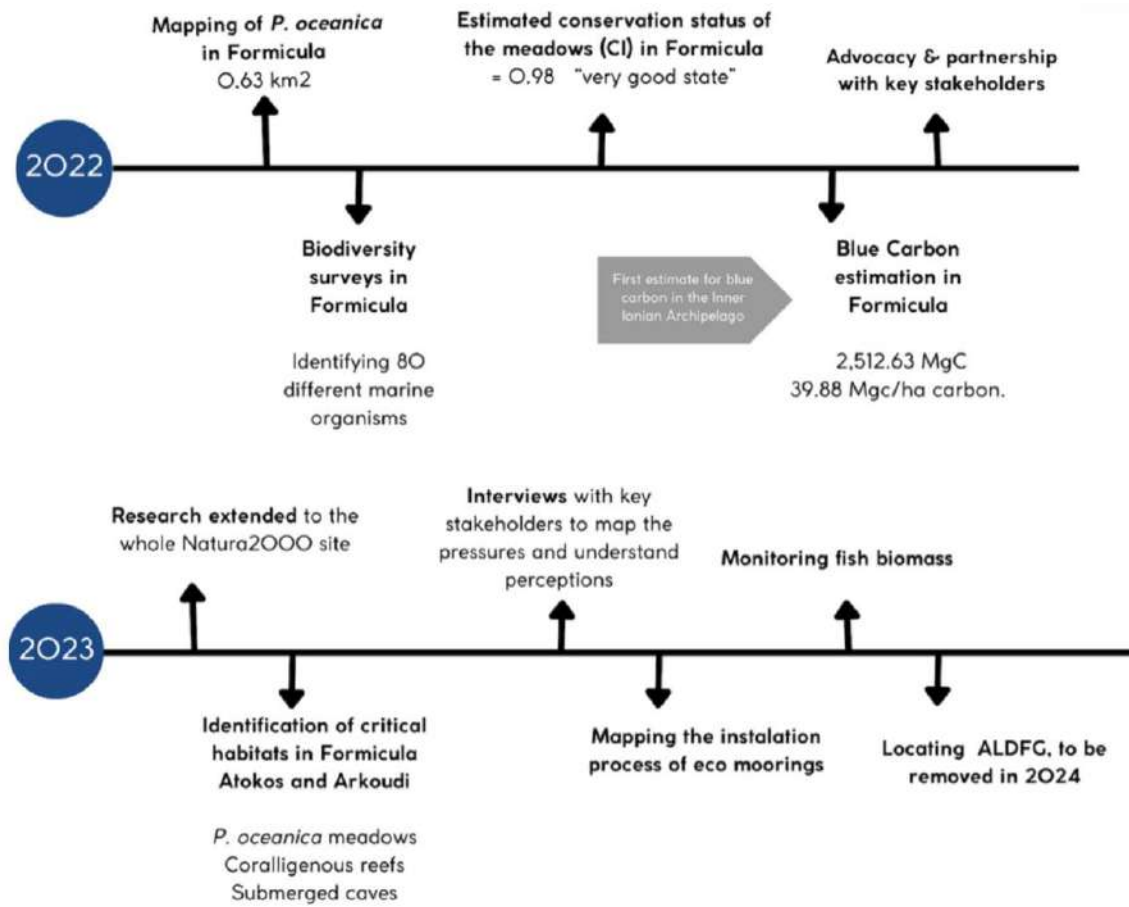 Mapping of P. oceanica
in Formicula
0.63 km2
Estimated conservation status of
the meadows (CI) in Formicula
= 0.98 "very good state"
Advocacy & partnership
with key stakeholders
2022
Biodiversity
surveys in
Formicula
Identifying 80
different marine
organisms
First estimate for blue
carbon in the Inner
Ionian Archipelago
Blue Carbon
estimation in
Formicula
2,512.63 MgC
39.88 Mgc/ha carbon.
Research extended to the
whole Natura2000 site
Interviews with key
stakeholders to map the
pressures and understand
perceptions
Monitoring fish biomass
2023
Identification of critical
habitats in Formicula
Atokos and Arkoudi
P. oceanica meadows
Coralligenous reefs
Submerged caves
Mapping the instalation
process of eco moorings
Locating ALDFG, to be
removed in 2024